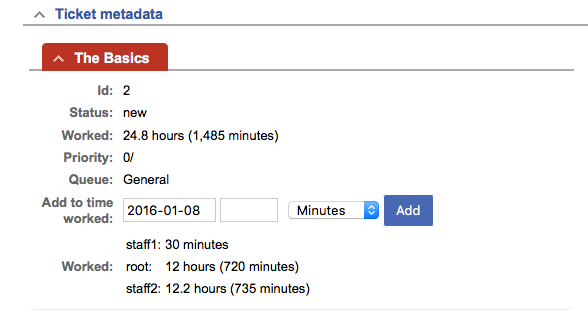 Ticket metadata
The Basics
Id: 2
Status: new
Worked: 24.8 hours (1,485 minutes)
Priority: 0/
Queue: General
Add to time
worked: 2016-01-08 Minutes Add
staff1: 30 minutes
Worked: root: 12 hours (720 minutes)
staff2: 12.2 hours (735 minutes)